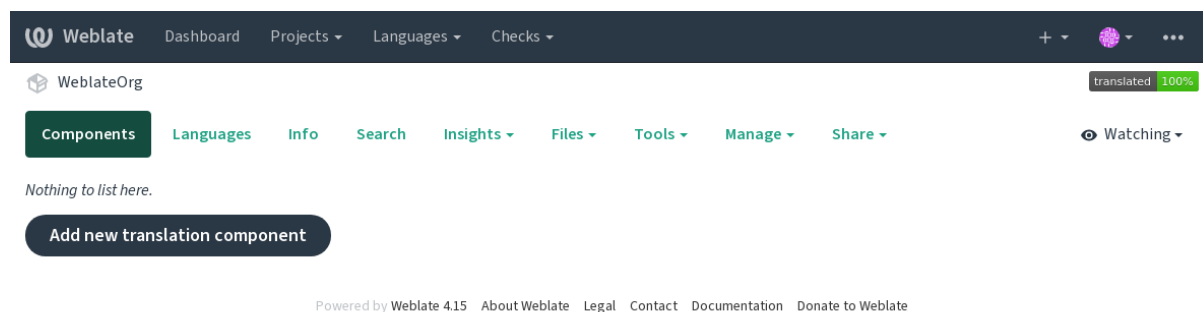 Weblate Dashboard Projects Languages Checks
WeblateOrg translated 100%
Components Languages Info Search Insights Files Tools Manage Share Watching
Nothing to list here.
Add new translation component
Powered by Weblate 4.15 About Weblate Legal Contact Documentation Donate to Weblate